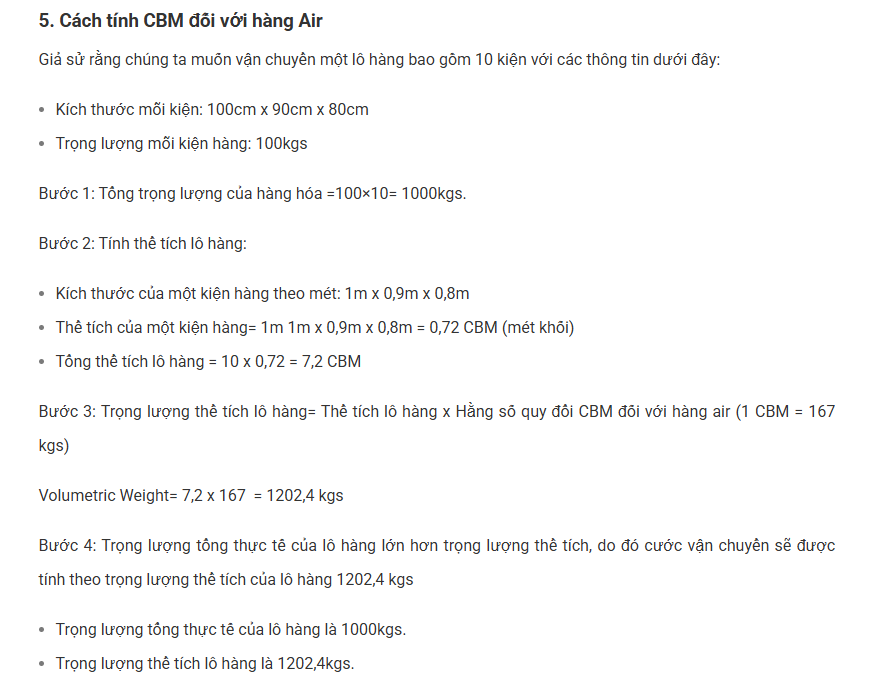 5. Cách tính CBM đối với hàng Air
Giả sử rằng chúng ta muốn vận chuyển một lô hàng bao gồm 10 kiện với các thông tin dưới đây:
• Kích thước mỗi kiện: 100cm x 90cm x 80cm
• Trọng lượng mỗi kiện hàng: 100kgs
Bước 1: Tổng trọng lượng của hàng hóa =100×10= 1000kgs.
Bước 2: Tính thể tích lô hàng:
• Kích thước của một kiện hàng theo mét: 1m x 0,9m x 0,8m
• Thể tích của một kiện hàng= 1m 1m x 0,9m x 0,8m = 0,72 CBM (mét khối)
• Tổng thể tích lô hàng = 10 x 0,72 = 7,2 CBM
Bước 3: Trọng lượng thể tích lô hàng= Thể tích lô hàng x Hằng số quy đổi CBM đối với hàng air (1 CBM = 167
kgs)
Volumetric Weight= 7,2 x 167  = 1202,4 kgs
Bước 4: Trọng lượng tổng thực tế của lô hàng lớn hơn trọng lượng thể tích, do đó cước vận chuyển sẽ được
tính theo trọng lượng thể tích của lô hàng 1202,4 kgs
• Trọng lượng tổng thực tế của lô hàng là 1000kgs.
• Trọng lượng thể tích lô hàng là 1202,4kgs.